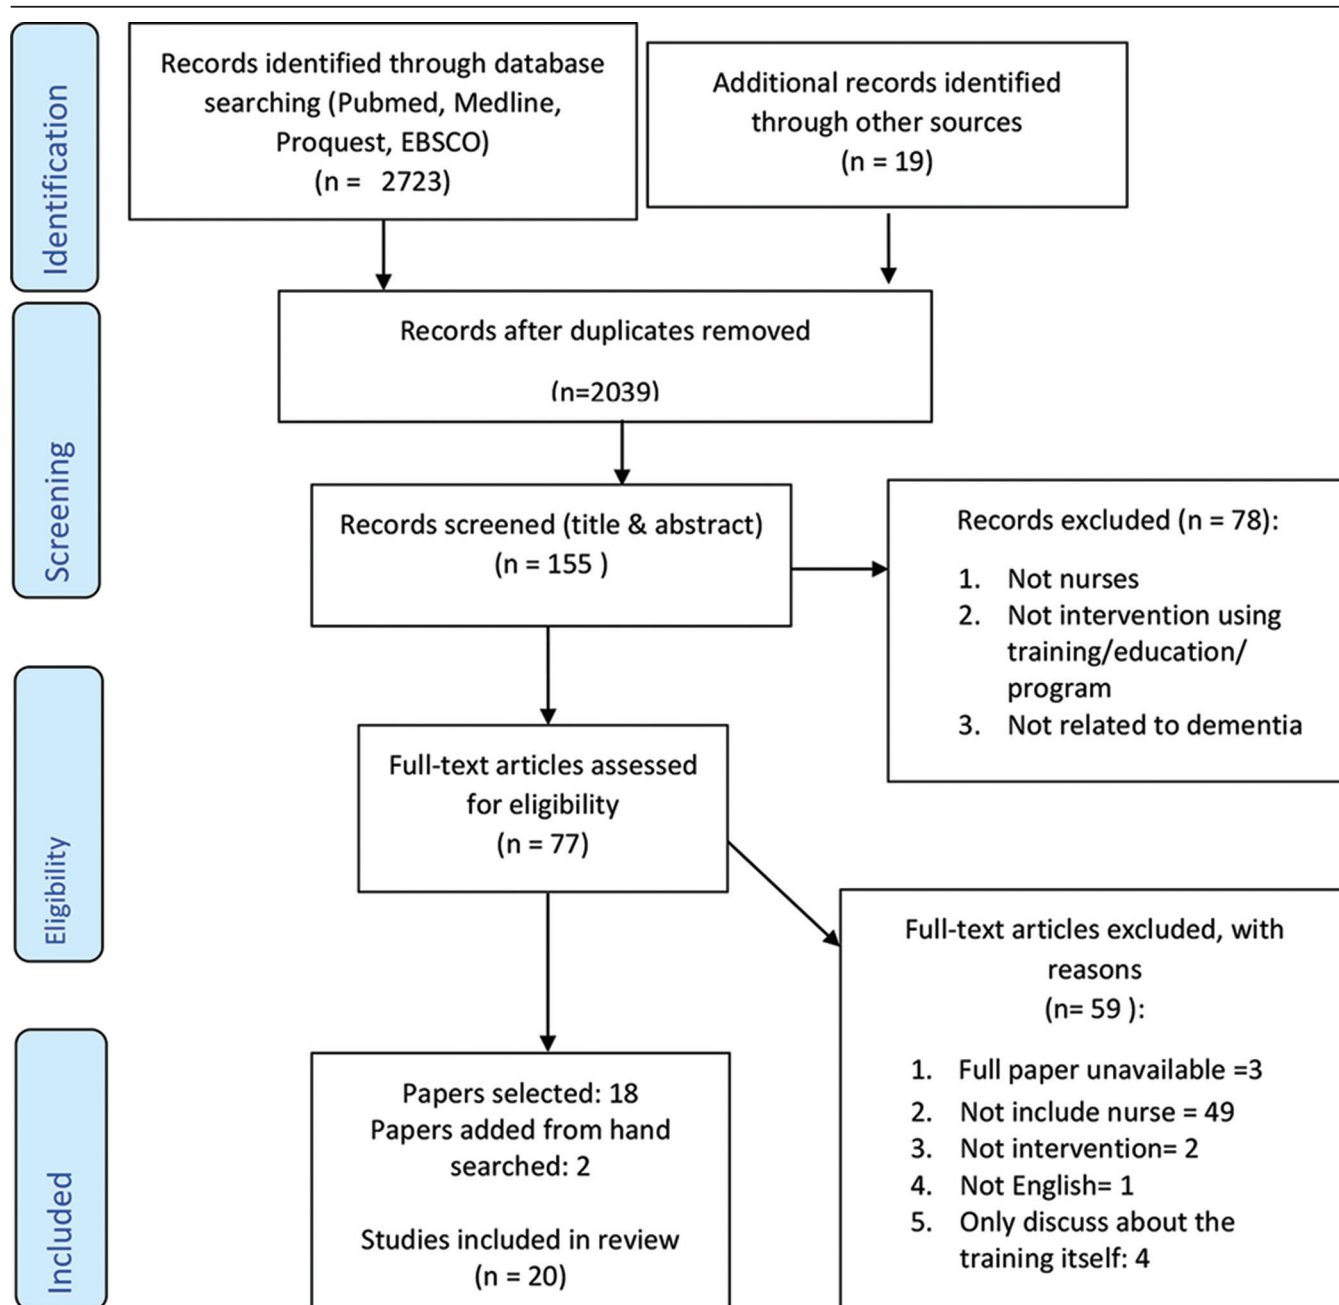 Identification
Records identified through database
searching (Pubmed, Medline,
Proquest, EBSCO)
(n = 2723)
Additional records identified
through other sources
(n = 19)
Records after duplicates removed
(n=2039)
Screening
Records screened (title & abstract)
(n = 155 )
Records excluded (n = 78):
1. Not nurses
2. Not intervention using
training/education/
program
3. Not related to dementia
Eligibility
Full-text articles assessed
for eligibility
(n = 77)
Full-text articles excluded, with
reasons
(n= 59 ):
1. Full paper unavailable =3
2. Not include nurse = 49
3. Not intervention= 2
4. Not English= 1
5. Only discuss about the
training itself: 4
Included
Papers selected: 18
Papers added from hand
searched: 2
Studies included in review
(n = 20)